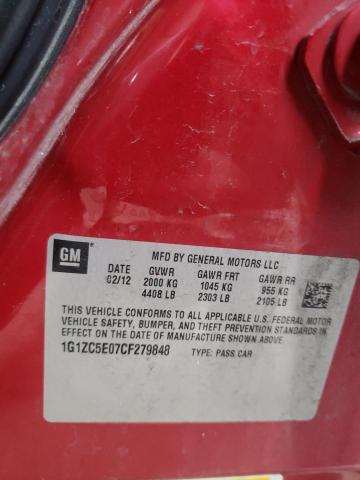 GM
MFD BY GENERAL MOTORS LLC
DATE GVWR GAWR FRT GAWR RR
02/12 2000 KG 1045 KG 955 KG
4408 LB 2303 LB 2105 LB
THIS VEHICLE CONFORMS TO ALL APPLICABLE U.S. FEDERAL MOTOR
VEHICLE SAFETY, BUMPER, AND THEFT PREVENTION STANDARDS IN
EFFECT ON THE DATE OF MANUFACTURE SHOWN ABOVE.
1G1ZC5E07CF279848 TYPE: PASS CAR